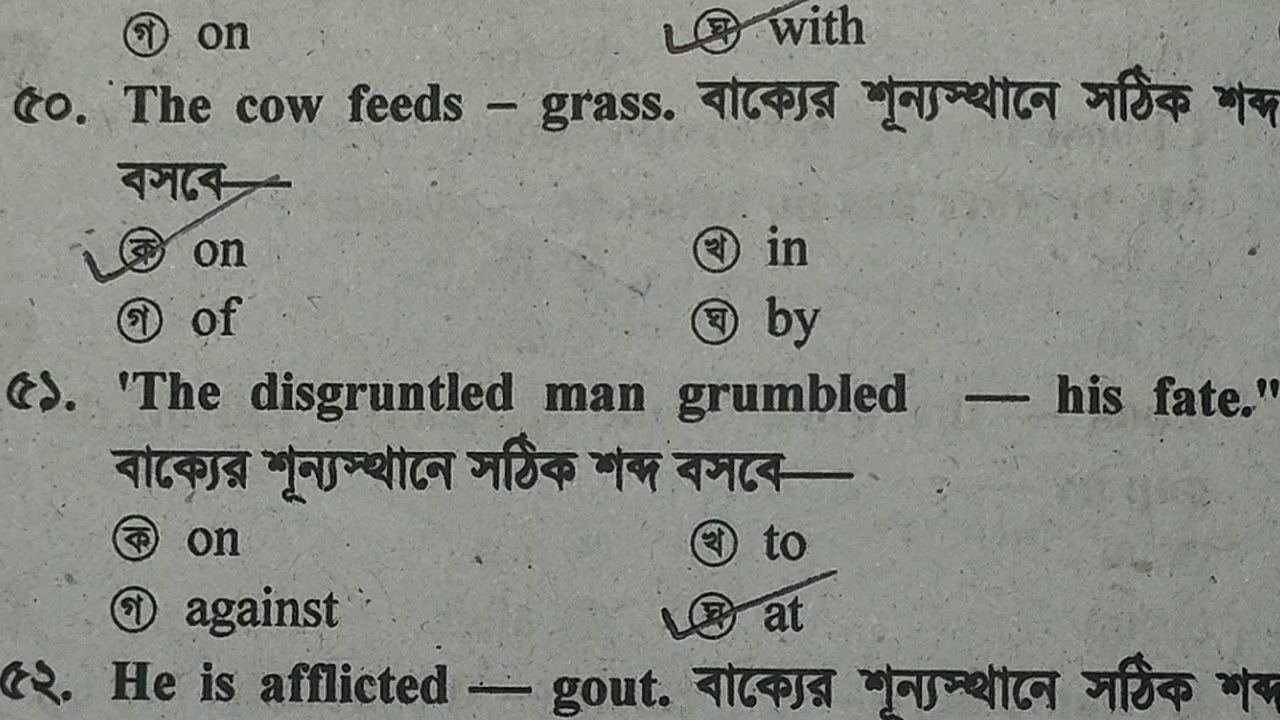 গ on ঘ with
৫০. The cow feeds – grass. বাক্যের শূন্যস্থানে সঠিক শব্দ
বসবে—
ক on খ in
গ of ঘ by
৫১. 'The disgruntled man grumbled — his fate."
বাক্যের শূন্যস্থানে সঠিক শব্দ বসবে—
ক on খ to
গ against ঘ at
৫২. He is afflicted — gout. বাক্যের শূন্যস্থানে সঠিক শব্দ